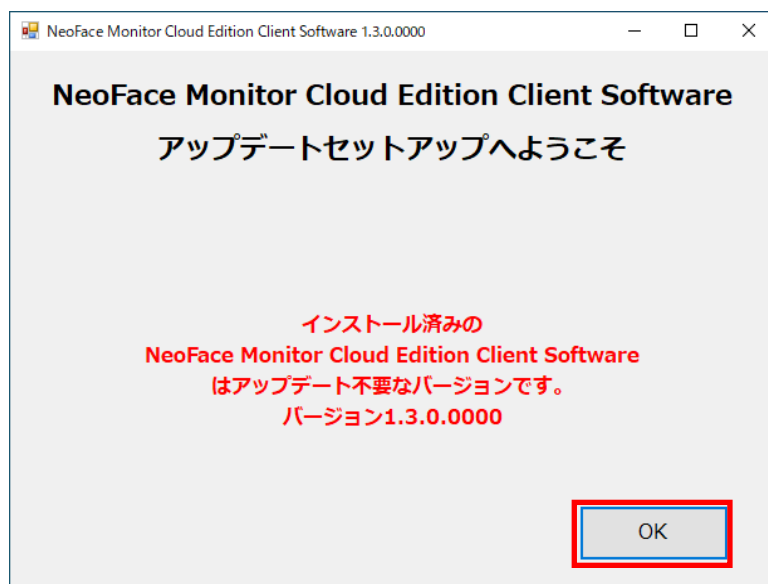 NeoFace Monitor Cloud Edition Client Software 1.3.0.0000
NeoFace Monitor Cloud Edition Client Software
アップデートセットアップへようこそ
インストール済みの
NeoFace Monitor Cloud Edition Client Software
はアップデート不要なバージョンです。
バージョン1.3.0.0000
OK